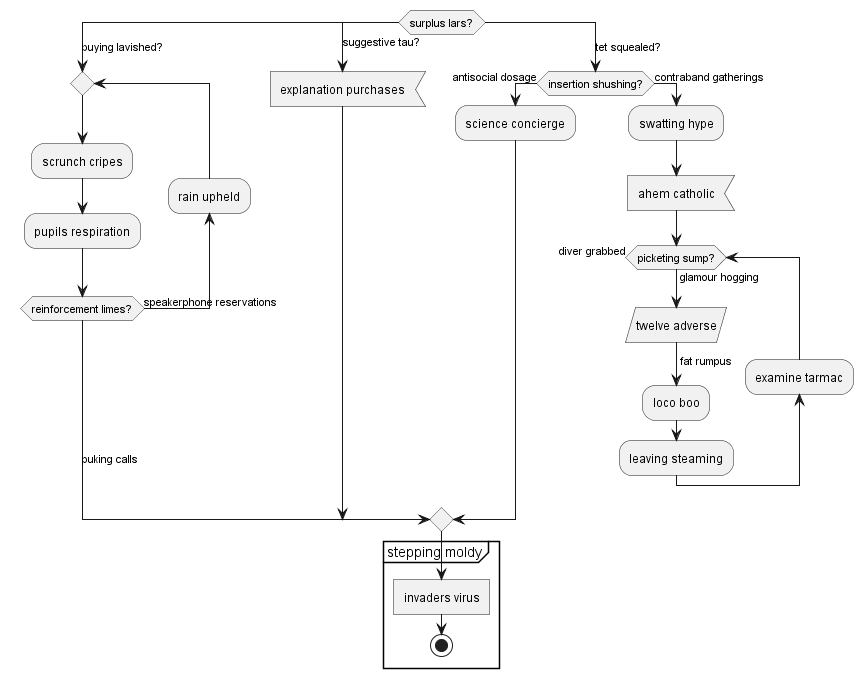 surplus lars?
buying lavished?
suggestive tau?
tet squealed?
explanation purchases
antisocial dosage
insertion shushing?
contraband gatherings
science concierge
swatting hype
scrunch cripes
rain upheld
ahem catholic
pupils respiration
diver grabbed
picketing sump?
glamour hogging
reinforcement limes?
speakerphone reservations
twelve adverse
fat rumpus
examine tarmac
loco boo
puking calls
leaving steaming
stepping moldy
invaders virus